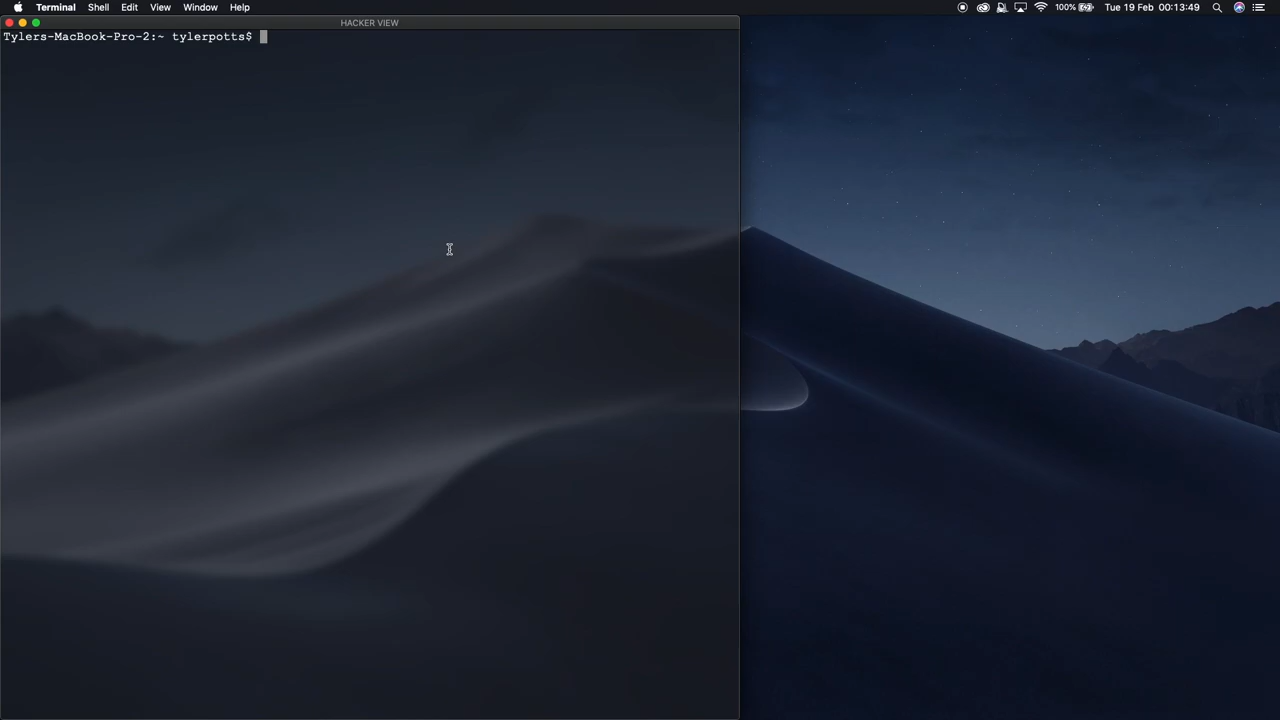 Terminal Shell Edit View Window Help 100% Tue 19 Feb 00:13:49
HACKER VIEW
Tylers-MacBook-Pro-2:~ tylerpotts$